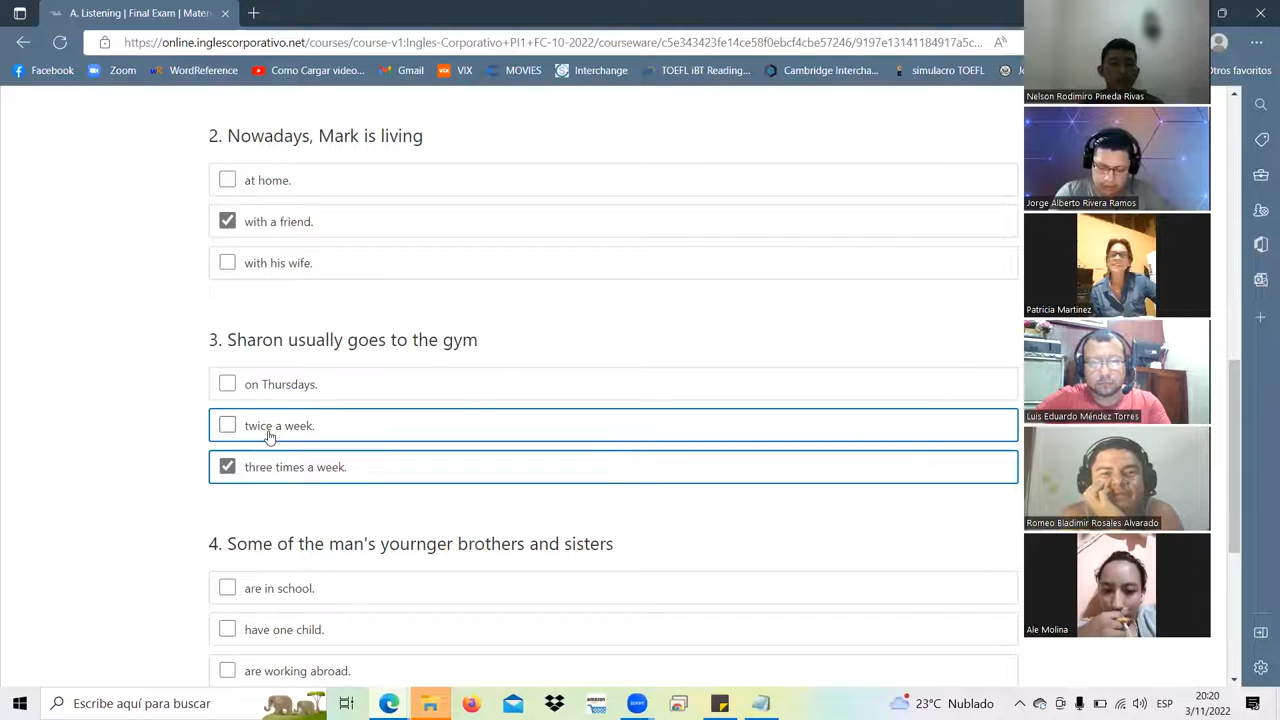 A. Listening | Final Exam | Mater
https://online.inglescorporativo.net/courses/course-v1:Ingles-Corporativo+PI1+FC-10-2022/courseware/c5e343423fe14ce58f0ebcf4cbe57246/9197e13141184917a5c...
Facebook
Zoom
WordReference
Como Cargar video...
Gmail
VIX
MOVIES
Interchange
TOEFL iBT Reading...
Cambridge Intercha...
simulacro TOEFL
Otros favoritos
2. Nowadays, Mark is living
at home.
with a friend.
with his wife.
3. Sharon usually goes to the gym
on Thursdays.
twice a week.
three times a week.
4. Some of the man's yournger brothers and sisters
are in school.
have one child.
are working abroad.
Nelson Rodimiro Pineda Rivas
Jorge Alberto Rivera Ramos
Patricia Martinez
Luis Eduardo Méndez Torres
Romeo Bladimir Rosales Alvarado
Ale Molina
Escribe aquí para buscar
amazon
zoom
23°C Nublado
ESP
20:20
3/11/2022